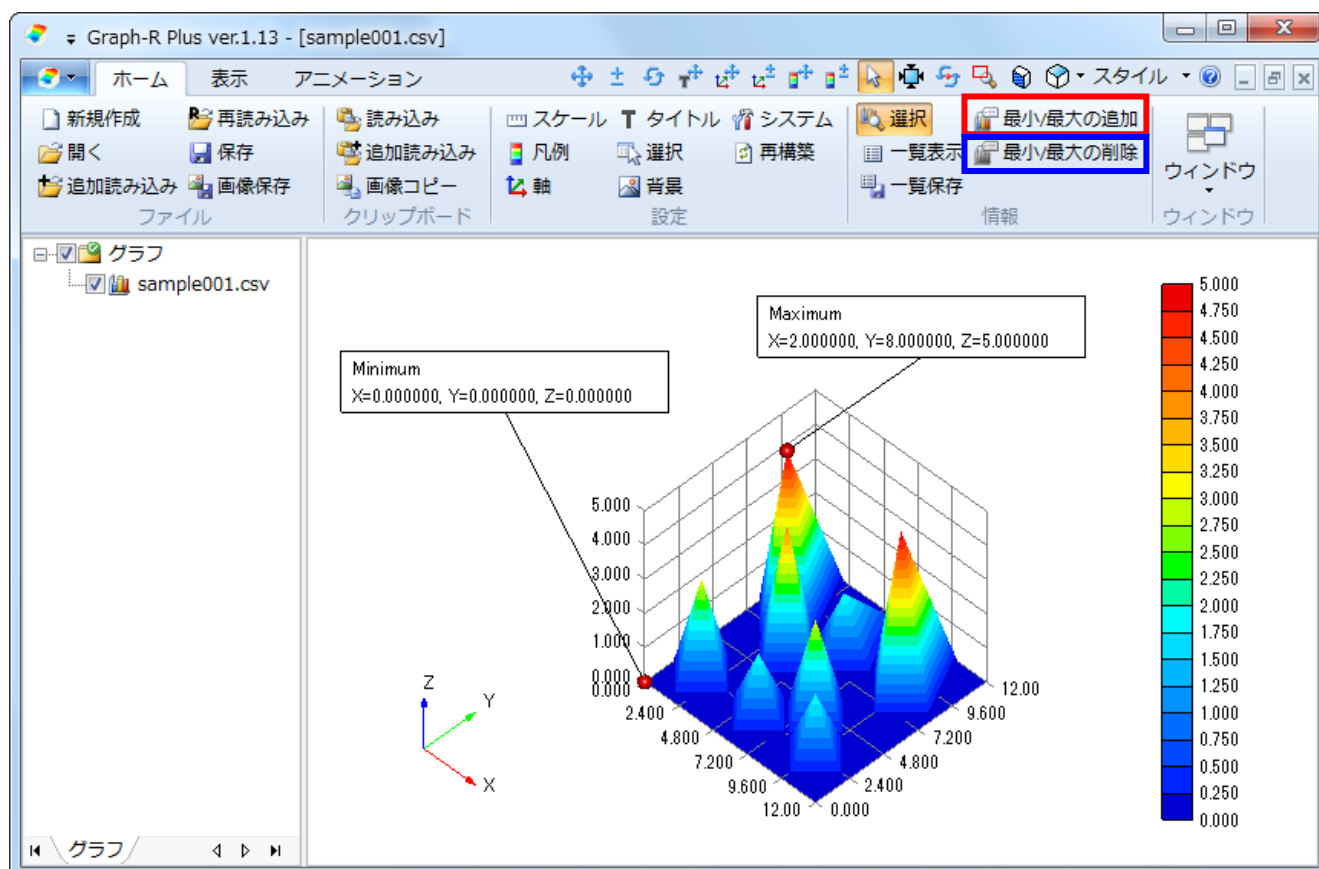 Graph-R Plus ver.1.13 - [sample001.csv]
ホーム 表示 アニメーション スタイル
新規作成 再読み込み 読み込み スケール タイトル システム 選択 最小/最大の追加
開く 保存 追加読み込み 凡例 選択 再構築 一覧表示 最小/最大の削除 ウィンドウ
追加読み込み 画像保存 画像コピー 軸 背景 一覧保存
ファイル クリップボード 設定 情報 ウィンドウ
グラフ
sample001.csv
Maximum
X=2.000000, Y=8.000000, Z=5.000000
Minimum
X=0.000000, Y=0.000000, Z=0.000000
5.000
4.000
3.000
2.000
1.000
0.000
0.000
2.400
4.800
7.200
9.600
12.00
0.000
2.400
4.800
7.200
9.600
12.00
Z
Y
X
5.000
4.750
4.500
4.250
4.000
3.750
3.500
3.250
3.000
2.750
2.500
2.250
2.000
1.750
1.500
1.250
1.000
0.750
0.500
0.250
0.000
グラフ